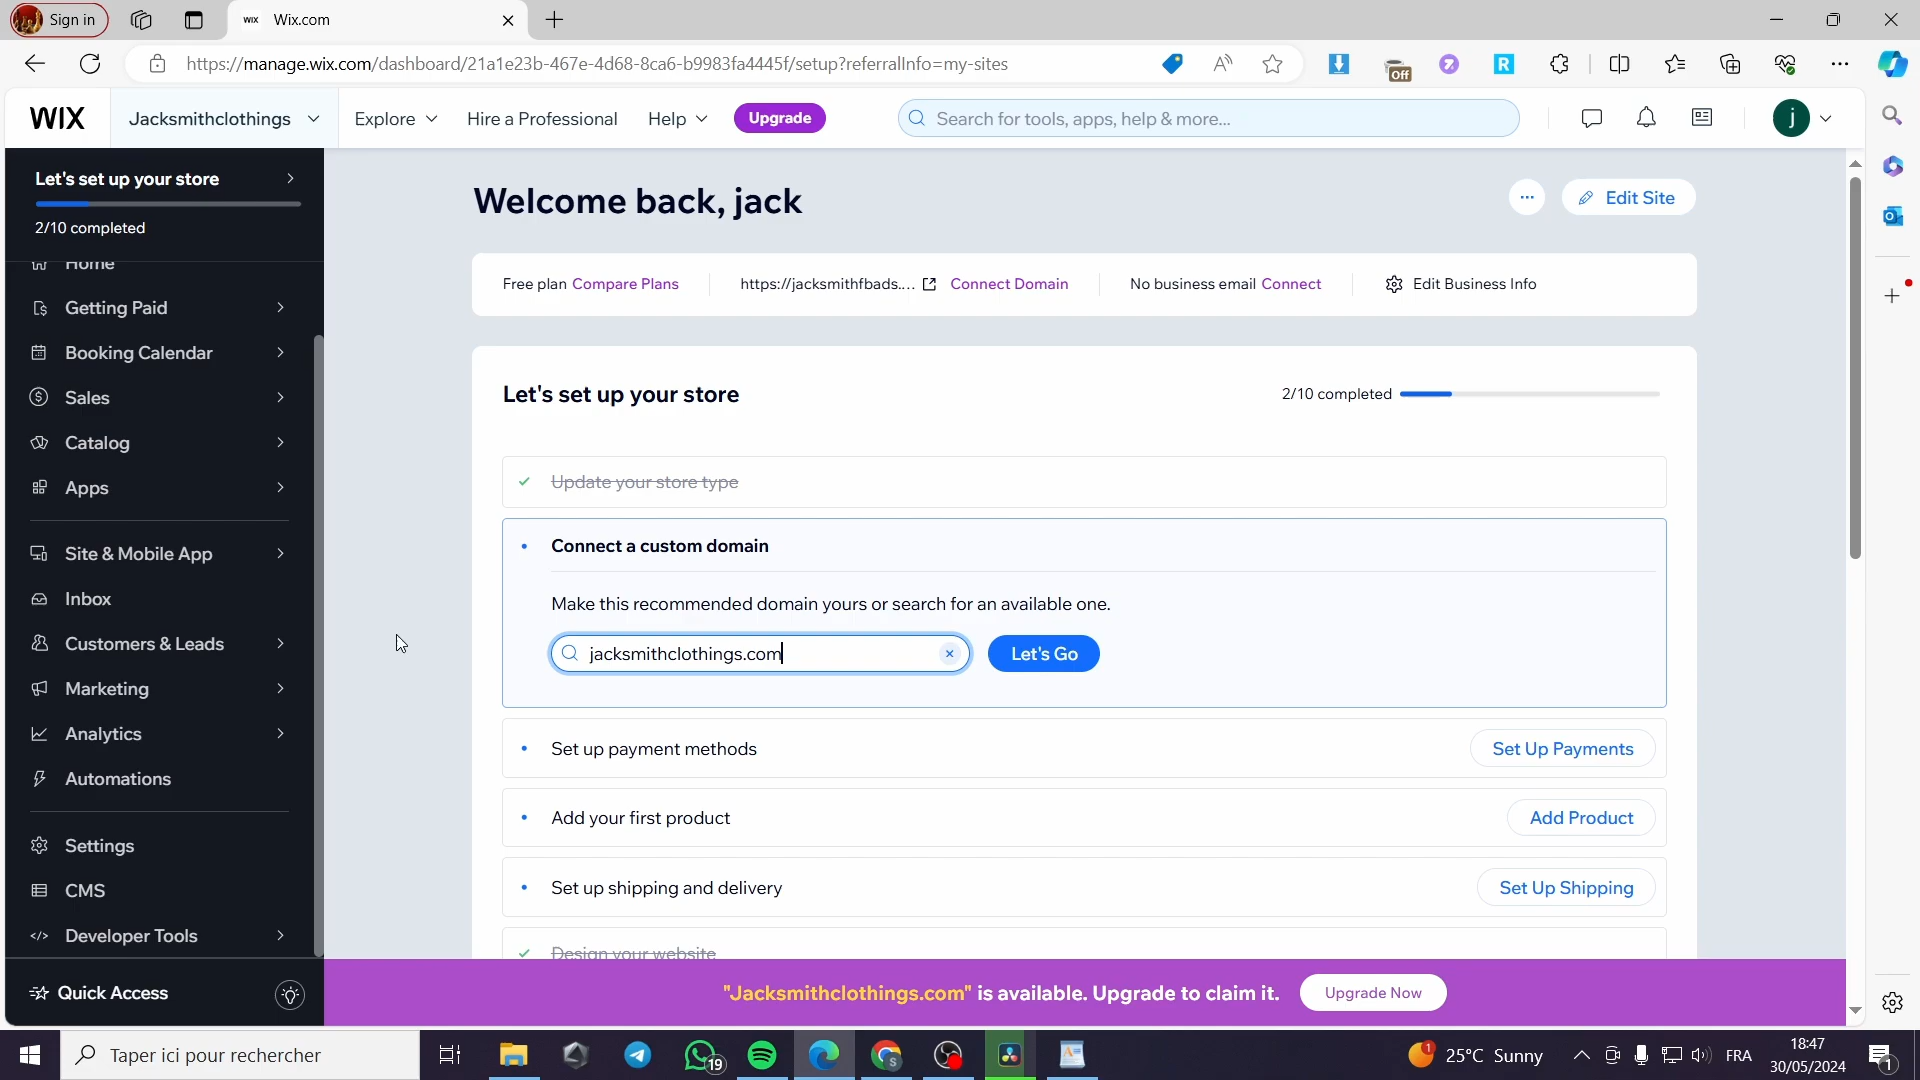 Sign in
WIX Wix.com
https://manage.wix.com/dashboard/21a1e23b-467e-4d68-8ca6-b9983fa4445f/setup?referralInfo=my-sites
Off
WIX
Jacksmithclothings
Explore
Hire a Professional
Help
Upgrade
Search for tools, apps, help & more...
j
Let's set up your store
2/10 completed
Home
Getting Paid
Booking Calendar
Sales
Catalog
Apps
Site & Mobile App
Inbox
Customers & Leads
Marketing
Analytics
Automations
Settings
CMS
Developer Tools
Quick Access
Welcome back, jack
Edit Site
Free plan Compare Plans
https://jacksmithfbads.... Connect Domain
No business email Connect
Edit Business Info
Let's set up your store
2/10 completed
Update your store type
Connect a custom domain
Make this recommended domain yours or search for an available one.
jacksmithclothings.com
Let's Go
Set up payment methods
Set Up Payments
Add your first product
Add Product
Set up shipping and delivery
Set Up Shipping
Design your website
"Jacksmithclothings.com" is available. Upgrade to claim it.
Upgrade Now
Taper ici pour rechercher
19
S
1
25°C Sunny
FRA
18:47
30/05/2024
1